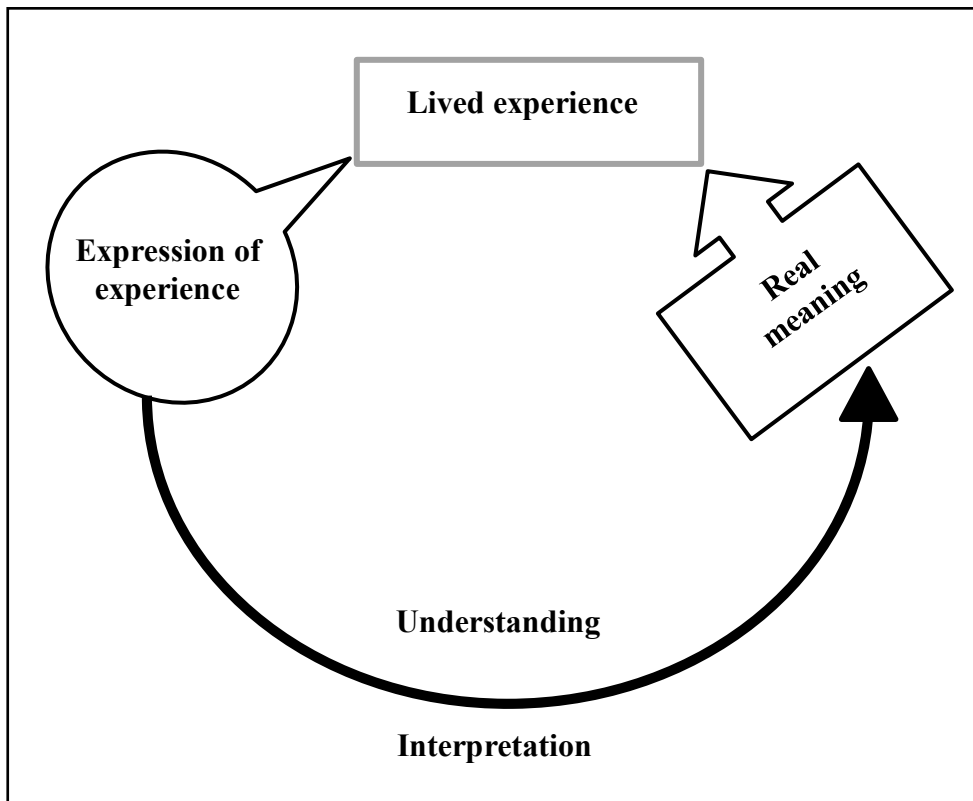 Lived experience
Expression of
experience
Real
meaning
Understanding
Interpretation